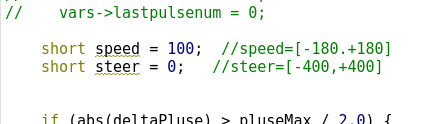 //    vars->lastpulsenum = 0;
short speed = 100;  //speed=[-180.+180]
short steer = 0;   //steer=[-400,+400]
if (abs(deltaPluse) > pluseMax / 2.0) {